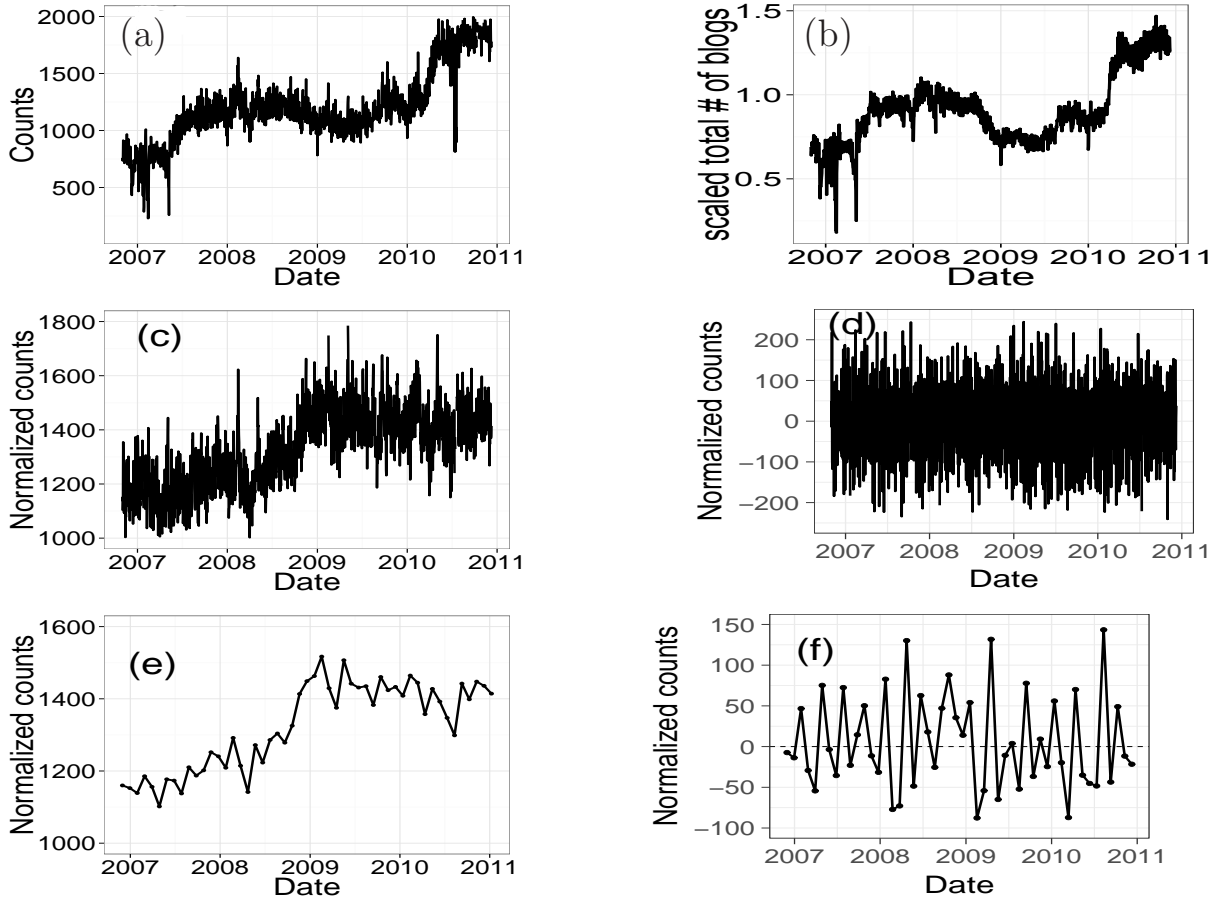 (a)
Counts
2000
1500
1000
500
2007 2008 2009 2010 2011
Date
(b)
scaled total # of blogs
1.5
1.0
0.5
2007 2008 2009 2010 2011
Date
(c)
Normalized counts
1800
1600
1400
1200
1000
2007 2008 2009 2010 2011
Date
(d)
Normalized counts
200
100
0
−100
−200
2007 2008 2009 2010 2011
Date
(e)
Normalized counts
1600
1400
1200
1000
2007 2008 2009 2010 2011
Date
(f)
Normalized counts
150
100
50
0
−50
−100
2007 2008 2009 2010 2011
Date